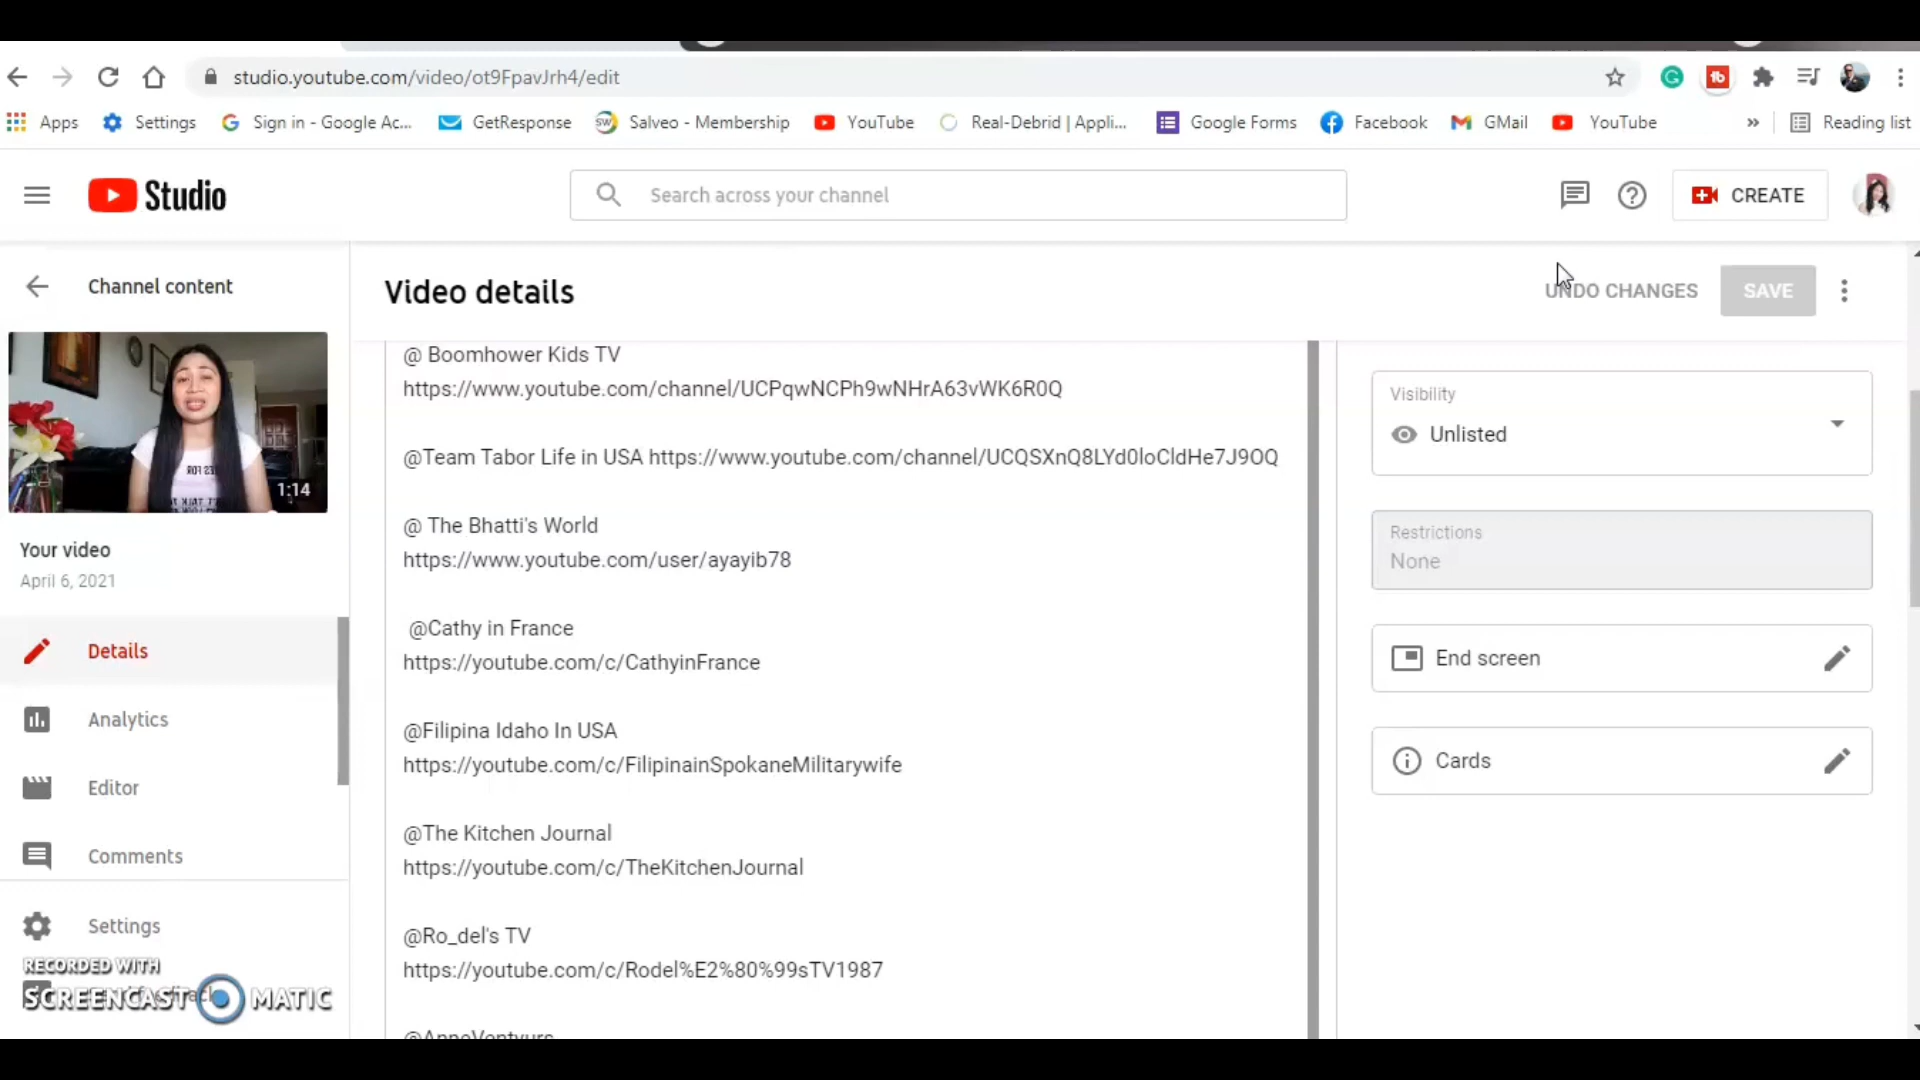 studio.youtube.com/video/ot9FpavJrh4/edit
Apps Settings Sign in - Google Ac... GetResponse Salveo - Membership YouTube Real-Debrid | Appli... Google Forms Facebook GMail YouTube » Reading list
Studio
Search across your channel
CREATE
Channel content
Video details
UNDO CHANGES
SAVE
1:14
Your video
April 6, 2021
Details
Analytics
Editor
Comments
Settings
RECORDED WITH
SCREENCAST MATIC
@ Boomhower Kids TV
https://www.youtube.com/channel/UCPqwNCPh9wNHrA63vWK6R0Q
@Team Tabor Life in USA https://www.youtube.com/channel/UCQSXnQ8LYd0loCldHe7J9OQ
@ The Bhatti's World
https://www.youtube.com/user/ayayib78
@Cathy in France
https://youtube.com/c/CathyinFrance
@Filipina Idaho In USA
https://youtube.com/c/FilipinainSpokaneMilitarywife
@The Kitchen Journal
https://youtube.com/c/TheKitchenJournal
@Ro_del's TV
https://youtube.com/c/Rodel%E2%80%99sTV1987
Visibility
Unlisted
Restrictions
None
End screen
Cards